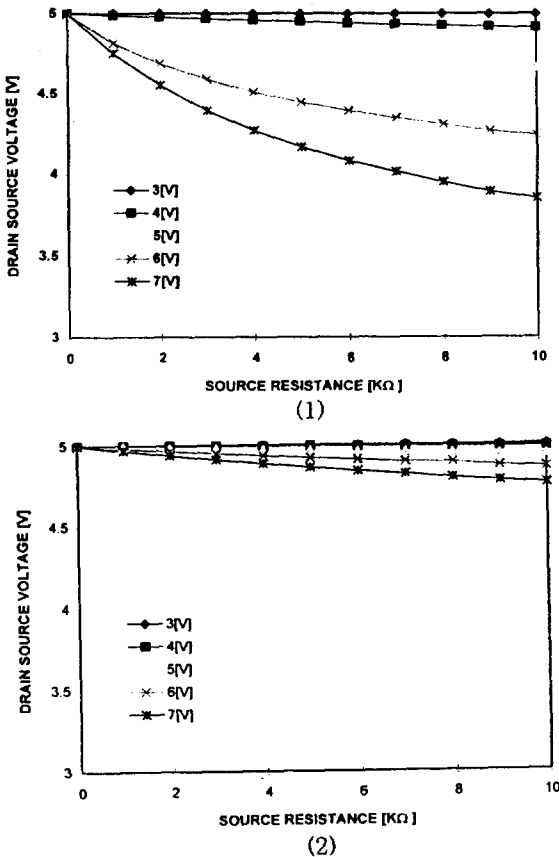 5
4.5
4
3.5
3
DRAIN SOURCE VOLTAGE [V]
3[V]
4[V]
5[V]
6[V]
7[V]
0 2 4 6 8 10
SOURCE RESISTANCE [KΩ ]
(1)
5
4.5
4
3.5
3
DRAIN SOURCE VOLTAGE [V]
3[V]
4[V]
5[V]
6[V]
7[V]
0 2 4 6 8 10
SOURCE RESISTANCE [KΩ ]
(2)